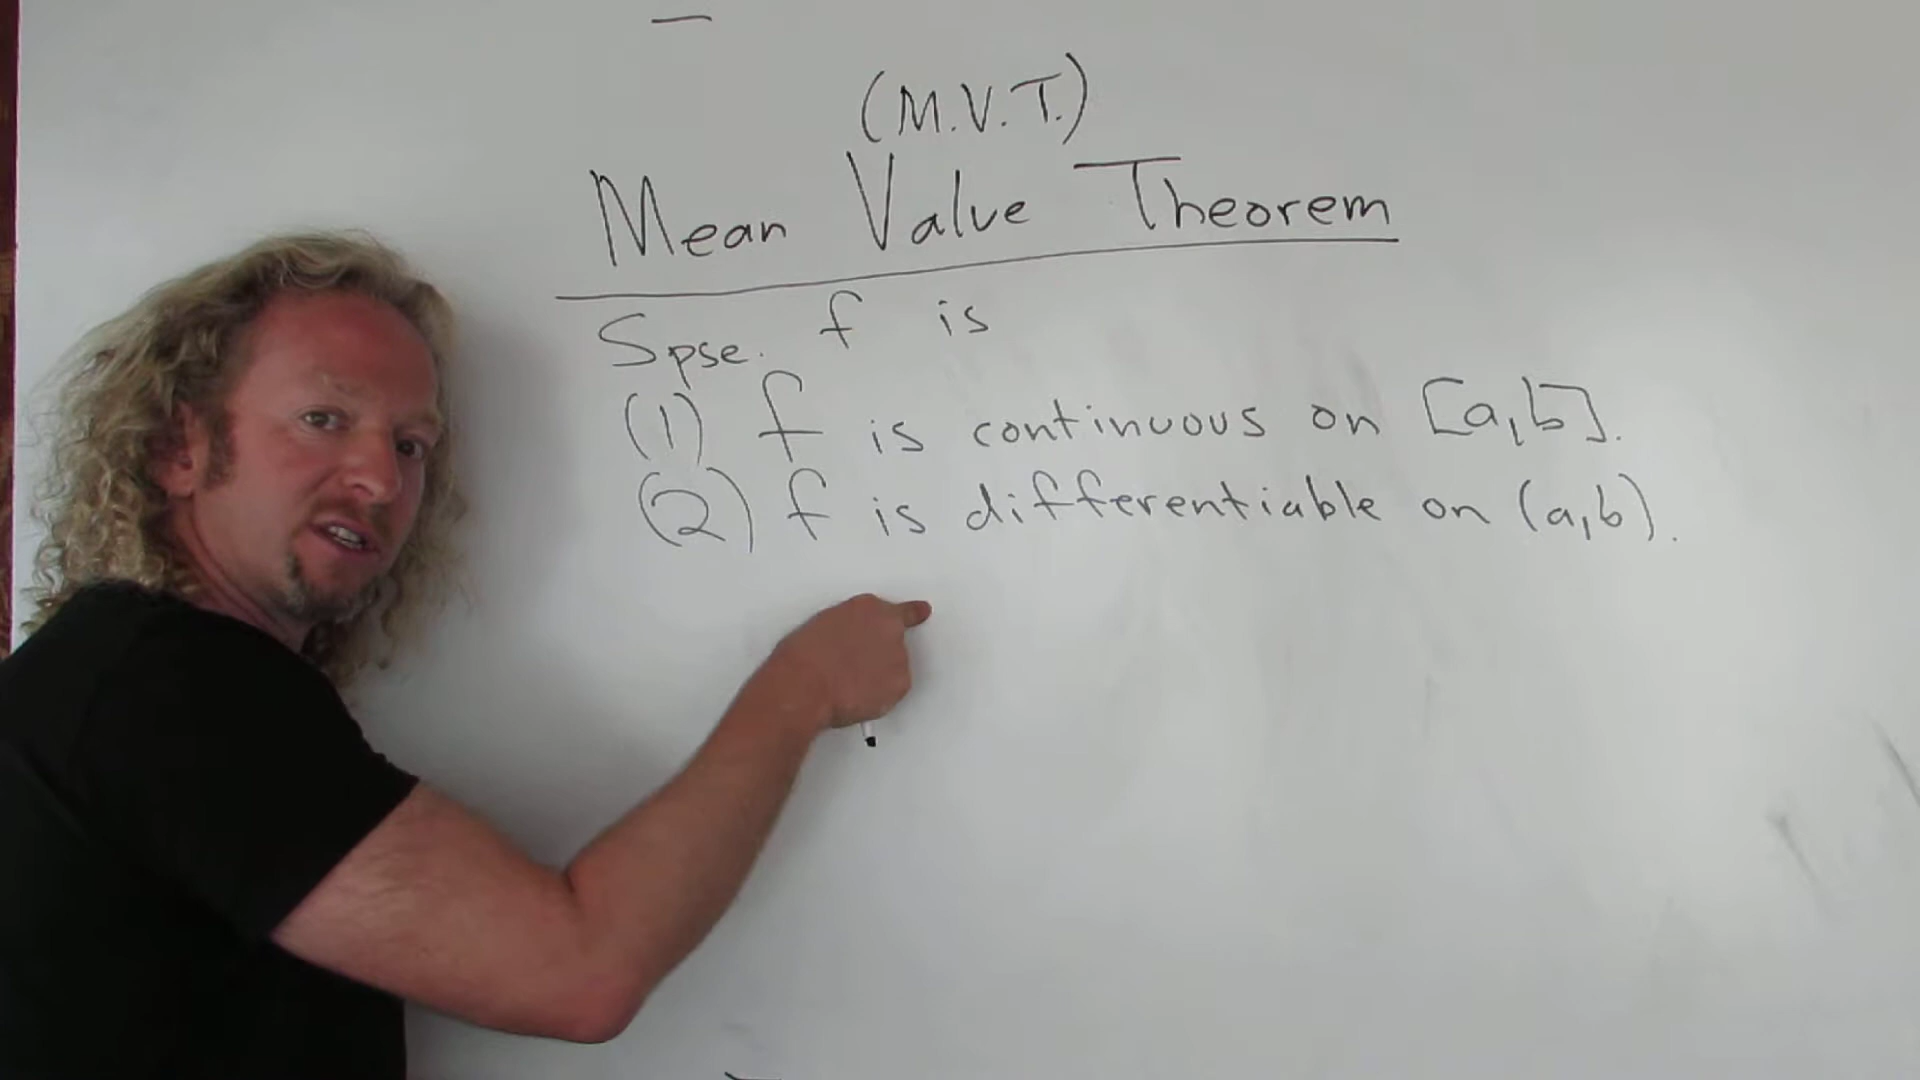 (M.V.T.)
Mean Value Theorem
Spse. f is
(1) f is continuous on [a,b].
(2) f is differentiable on (a,b).